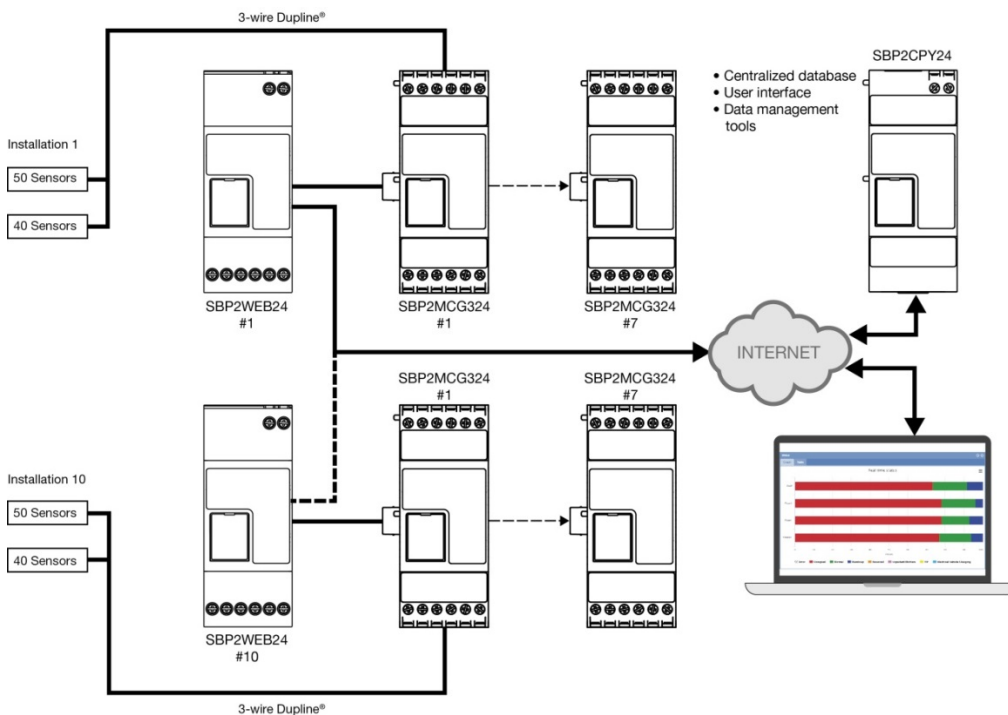 3-wire Dupline®
SBP2CPY24
• Centralized database
• User interface
• Data management
tools
Installation 1
50 Sensors
40 Sensors
SBP2WEB24
#1
SBP2MCG324
#1
SBP2MCG324
#7
INTERNET
SBP2MCG324
#1
SBP2MCG324
#7
Installation 10
50 Sensors
40 Sensors
SBP2WEB24
#10
3-wire Dupline®